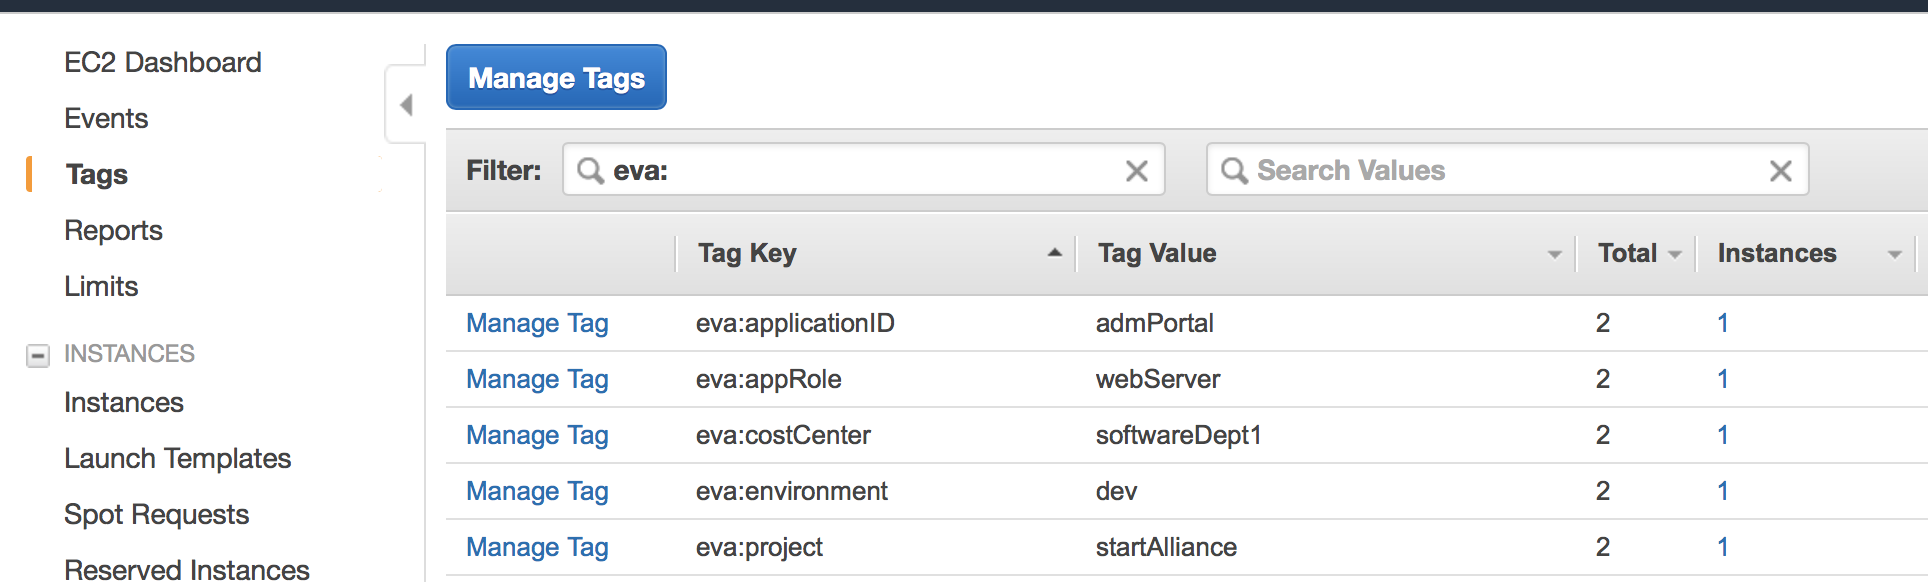 EC2 Dashboard
Events
Tags
Reports
Limits
INSTANCES
Instances
Launch Templates
Spot Requests
Reserved Instances
Manage Tags
Filter: eva: Search Values
Tag Key Tag Value Total Instances
Manage Tag eva:applicationID admPortal 2 1
Manage Tag eva:appRole webServer 2 1
Manage Tag eva:costCenter softwareDept1 2 1
Manage Tag eva:environment dev 2 1
Manage Tag eva:project startAlliance 2 1